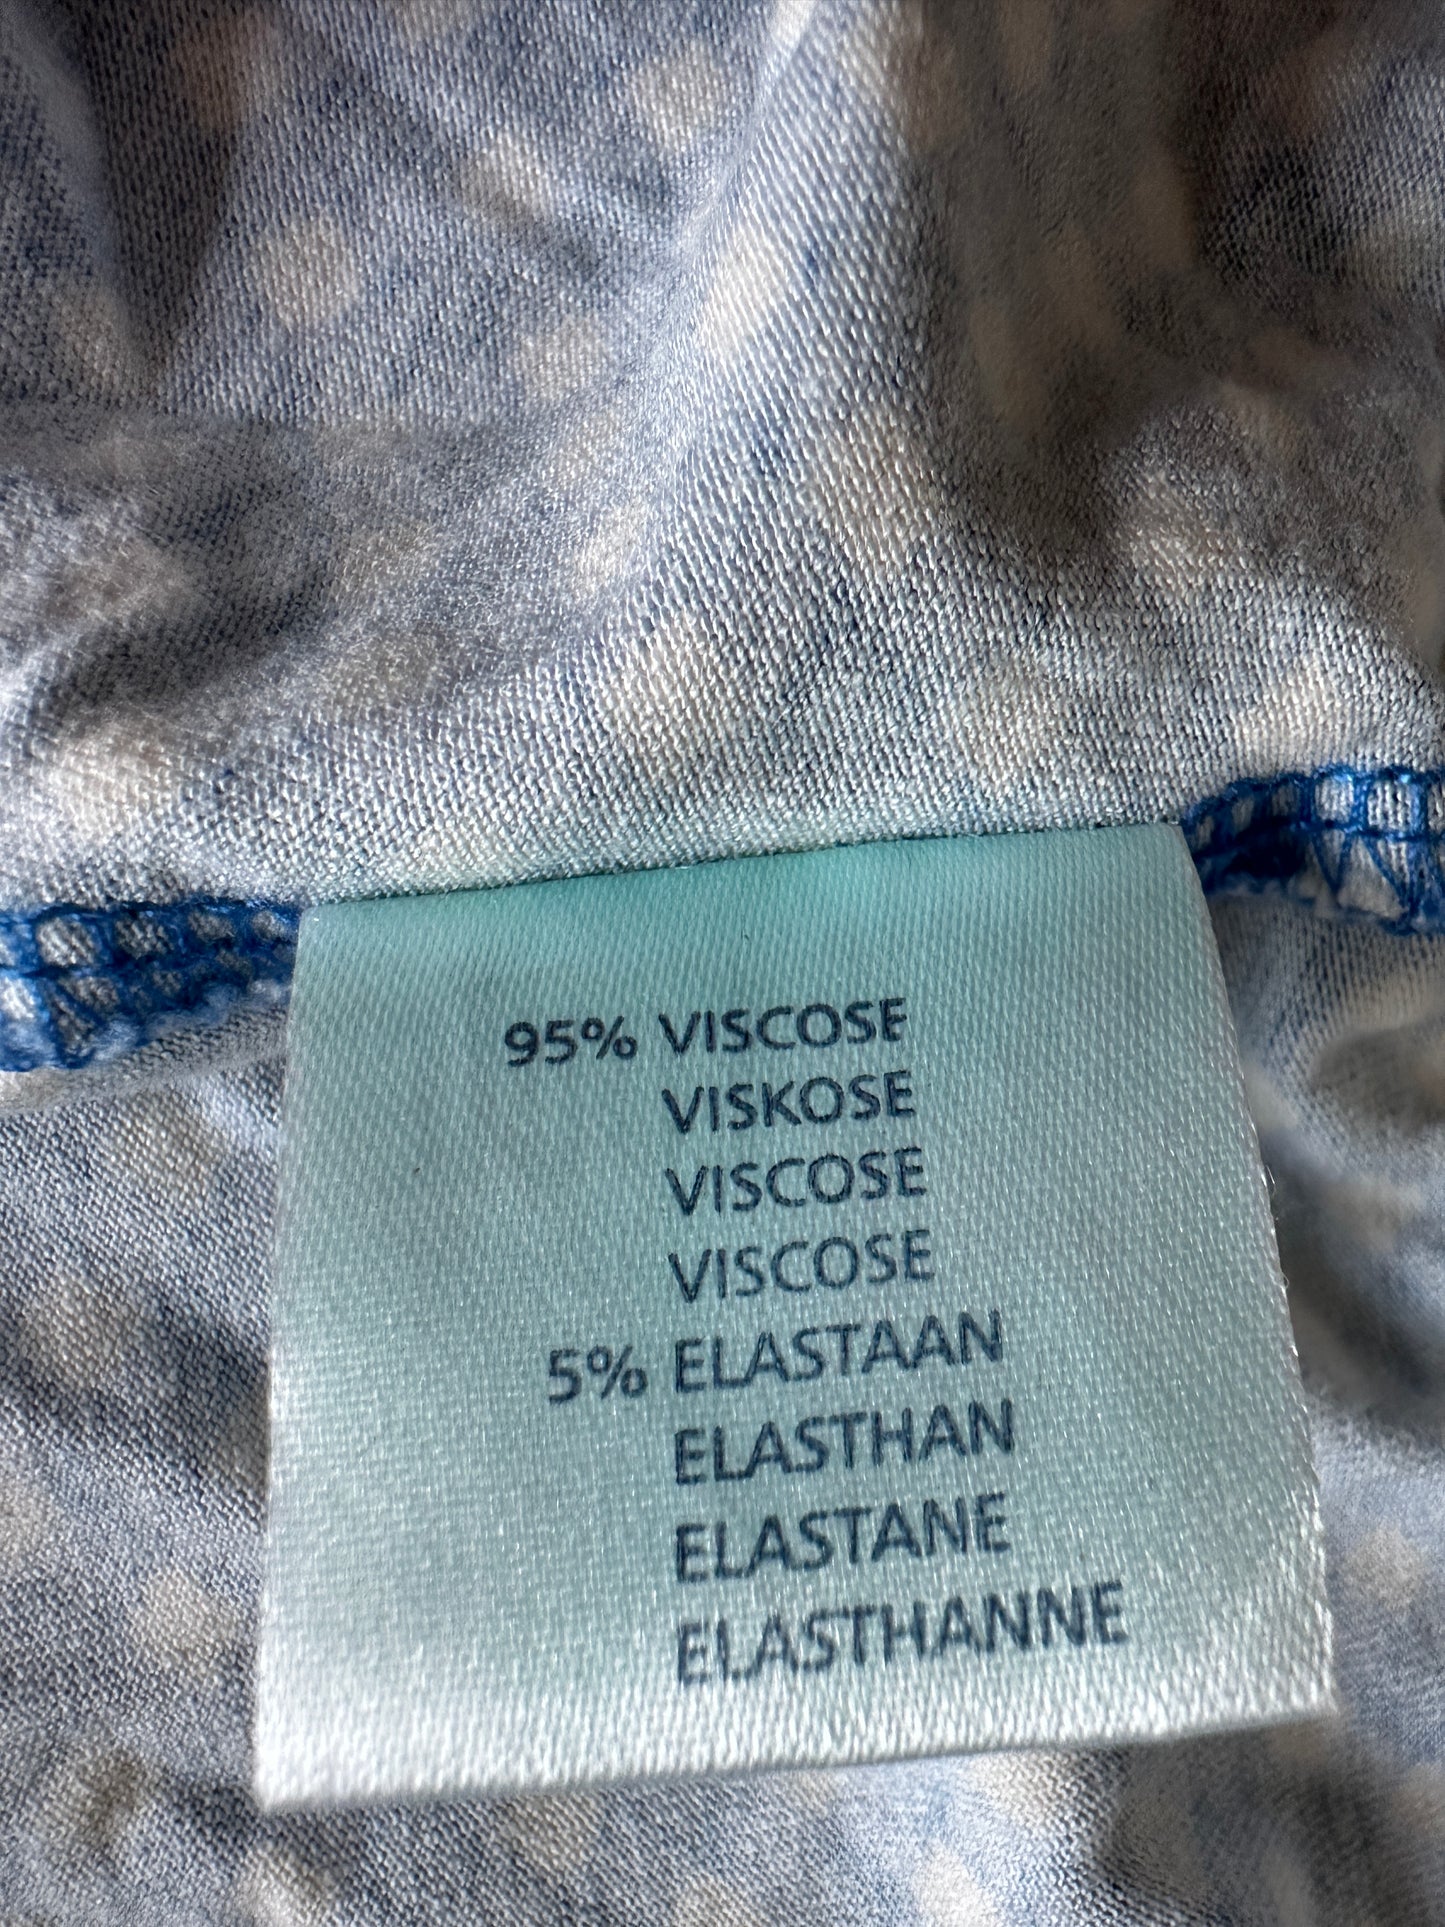 95% VISCOSE
VISKOSE
VISCOSE
VISCOSE
5% ELASTAAN
ELASTHAN
ELASTANE
ELASTHANNE